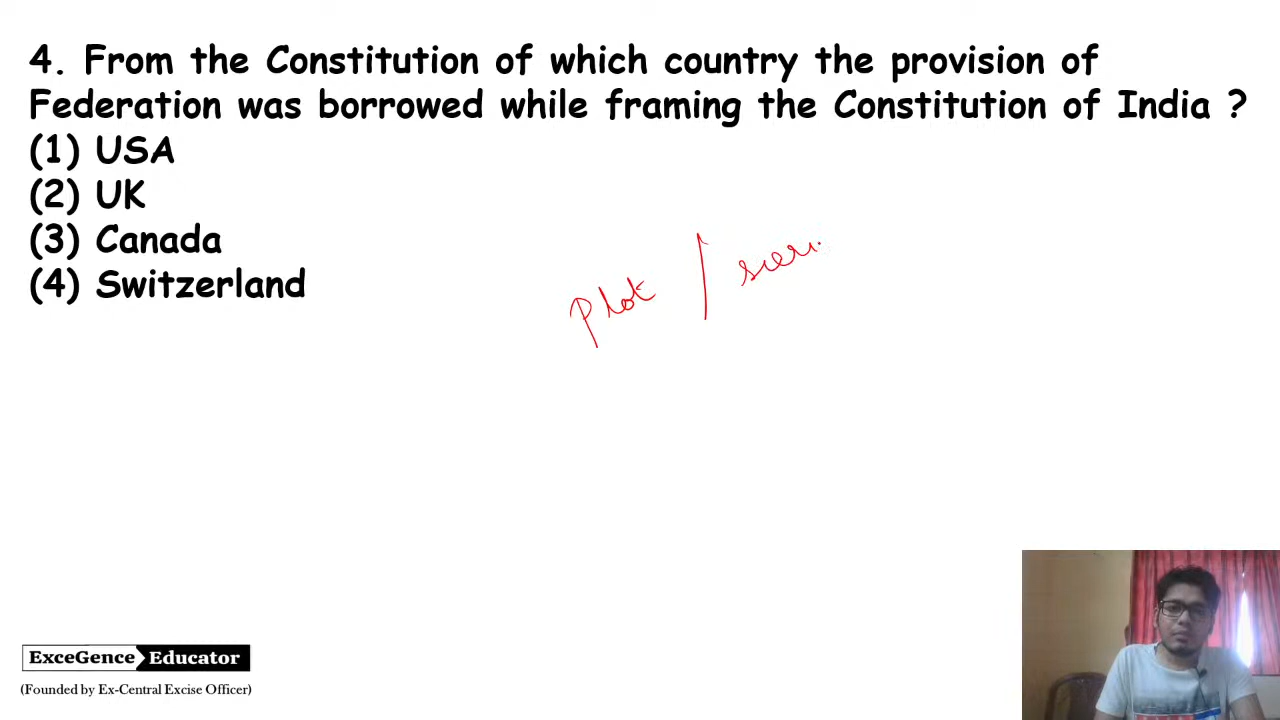 4. From the Constitution of which country the provision of
Federation was borrowed while framing the Constitution of India ?
(1) USA
(2) UK
(3) Canada
(4) Switzerland
plot /
ExceGence Educator
(Founded by Ex-Central Excise Officer)